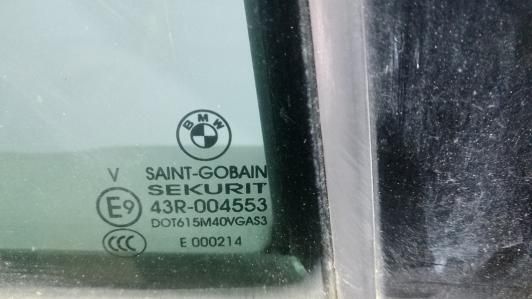 BMW
V SAINT-GOBAIN
SEKURIT
E9 43R-004553
DOT615M40VGAS3
CCC E 000214